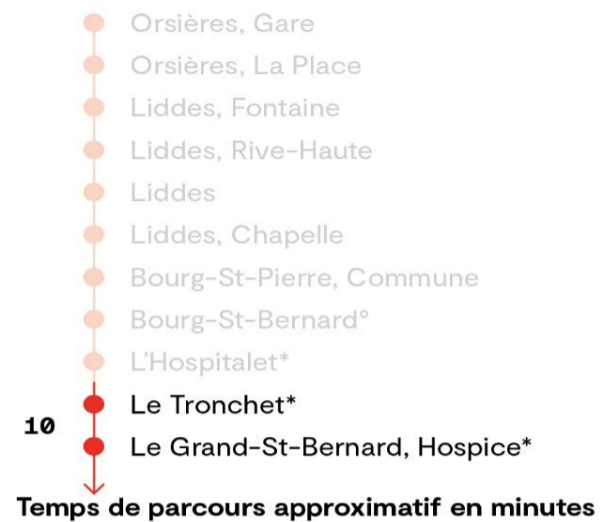 Orsières, Gare
Orsières, La Place
Liddes, Fontaine
Liddes, Rive-Haute
Liddes
Liddes, Chapelle
Bourg-St-Pierre, Commune
Bourg-St-Bernard°
L'Hospitalet*
Le Tronchet*
10 Le Grand-St-Bernard, Hospice*
Temps de parcours approximatif en minutes